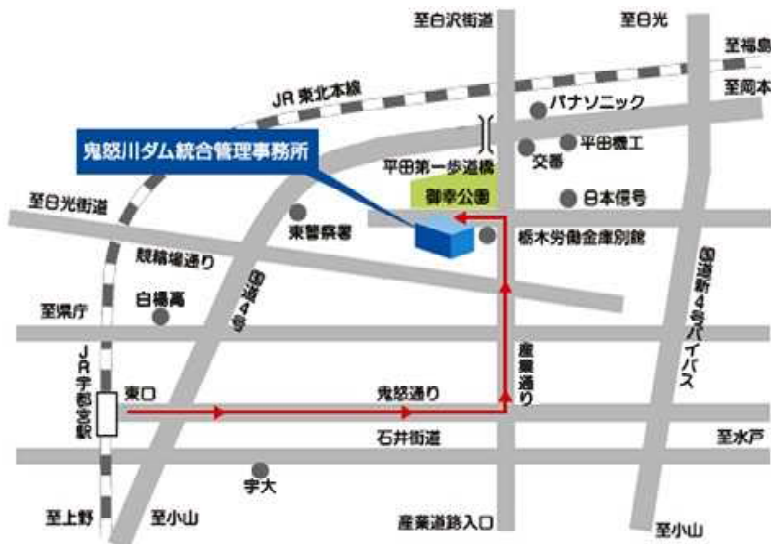 至白沢街道
至日光
至福島
至岡本
JR東北本線
パナソニック
鬼怒川ダム統合管理事務所
平田第一歩道橋
交番
平田機工
御幸公園
日本信号
至日光街道
東警察署
栃木労働金庫別館
競輪場通り
国道4号
国道新4号バイパス
白楊高
至県庁
JR宇都宮駅
東口
鬼怒通り
産業通り
石井街道
至水戸
宇大
至上野
至小山
産業道路入口
至小山